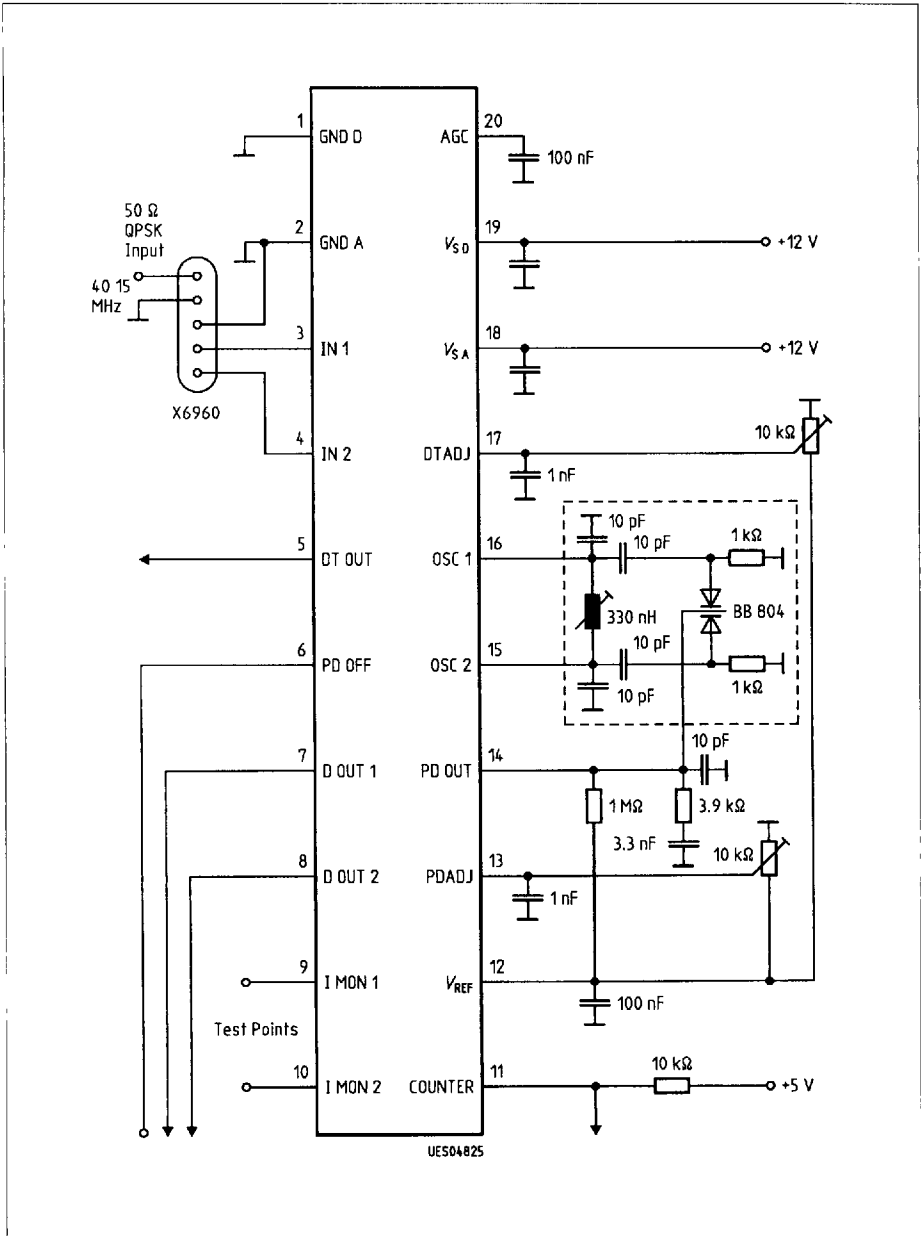 1 GND D
20 AGC
100 nF
50 Ω
QPSK
Input
2 GND A
19 VSD
+12 V
40 15
MHz
3 IN 1
18 VSA
+12 V
X6960
4 IN 2
17 DTADJ
10 kΩ
1 nF
10 pF
10 pF
1 kΩ
5 DT OUT
16 OSC 1
330 nH
BB 804
6 PD OFF
15 OSC 2
10 pF
10 pF
1 kΩ
7 D OUT 1
14 PD OUT
10 pF
1 MΩ
3.9 kΩ
3.3 nF
10 kΩ
8 D OUT 2
13 PDADJ
1 nF
9 I MON 1
12 VREF
100 nF
Test Points
10 I MON 2
11 COUNTER
10 kΩ
+5 V
UES04825